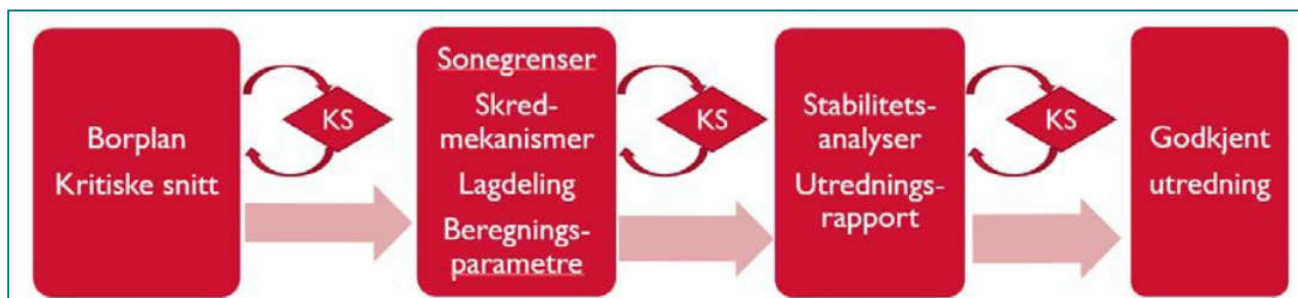 Borplan
Kritiske snitt
KS
Sonegrenser
Skred-
mekanismer
Lagdeling
Beregnings-
parametre
KS
Stabilitets-
analyser
Utrednings-
rapport
KS
Godkjent
utredning